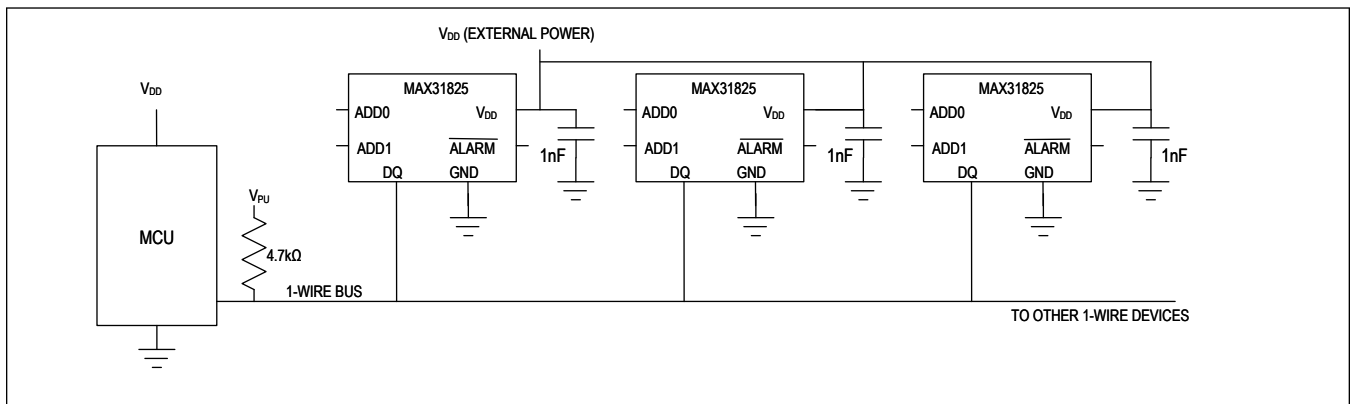 VDD (EXTERNAL POWER)
VDD
MCU
VPU
4.7kΩ
1-WIRE BUS
MAX31825
ADD0
VDD
ADD1
ALARM
DQ
GND
1nF
MAX31825
ADD0
VDD
ADD1
ALARM
DQ
GND
1nF
MAX31825
ADD0
VDD
ADD1
ALARM
DQ
GND
1nF
TO OTHER 1-WIRE DEVICES